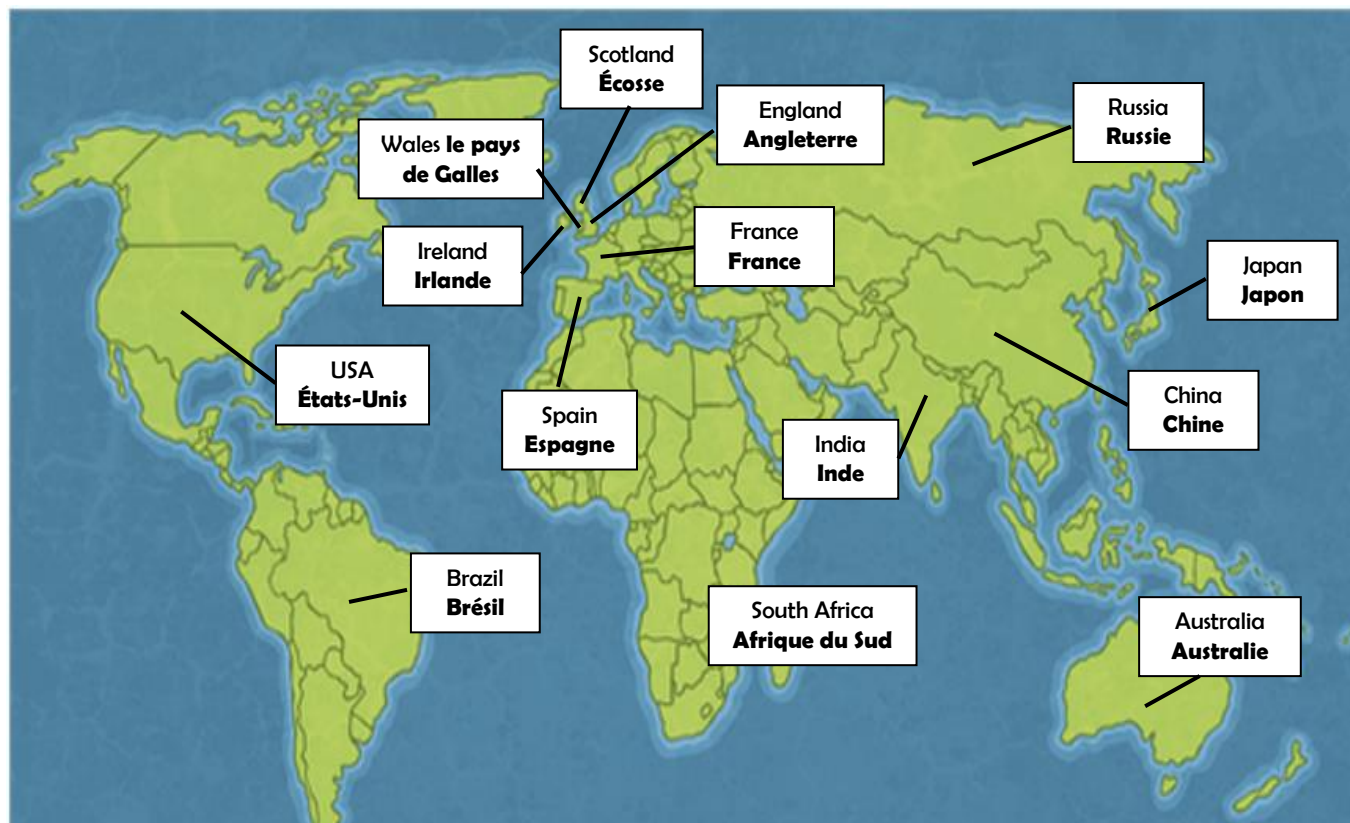 Scotland
Écosse
England
Angleterre
Russia
Russie
Wales le pays
de Galles
Ireland
Irlande
France
France
Japan
Japon
USA
États-Unis
Spain
Espagne
India
Inde
China
Chine
Brazil
Brésil
South Africa
Afrique du Sud
Australia
Australie